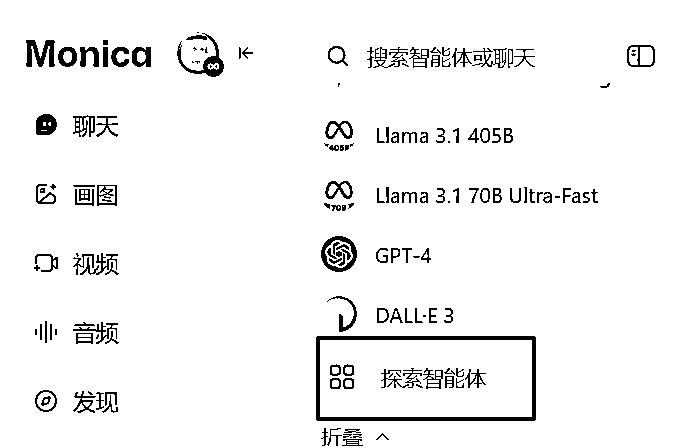 Monica
聊天
画图
视频
音频
发现
搜索智能体或聊天
Llama 3.1 405B
Llama 3.1 70B Ultra-Fast
GPT-4
DALL·E 3
探索智能体
折叠